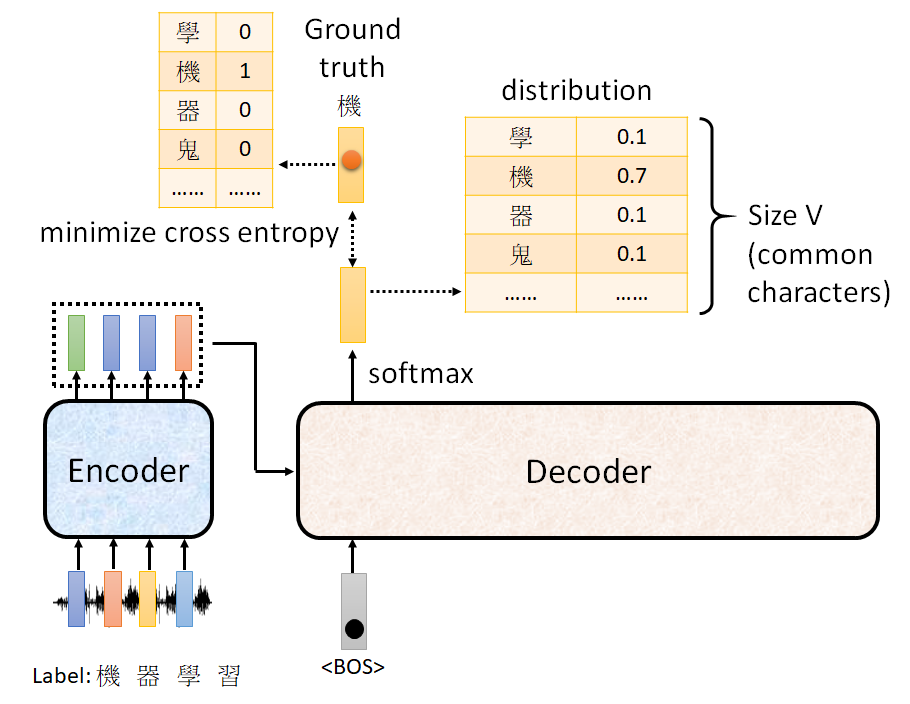 學 0
機 1
器 0
鬼 0
…… ……
Ground
truth
機
distribution
學 0.1
機 0.7
器 0.1
鬼 0.1
…… ……
Size V
(common
characters)
minimize cross entropy
softmax
Encoder
Decoder
Label: 機 器 學 習
<BOS>